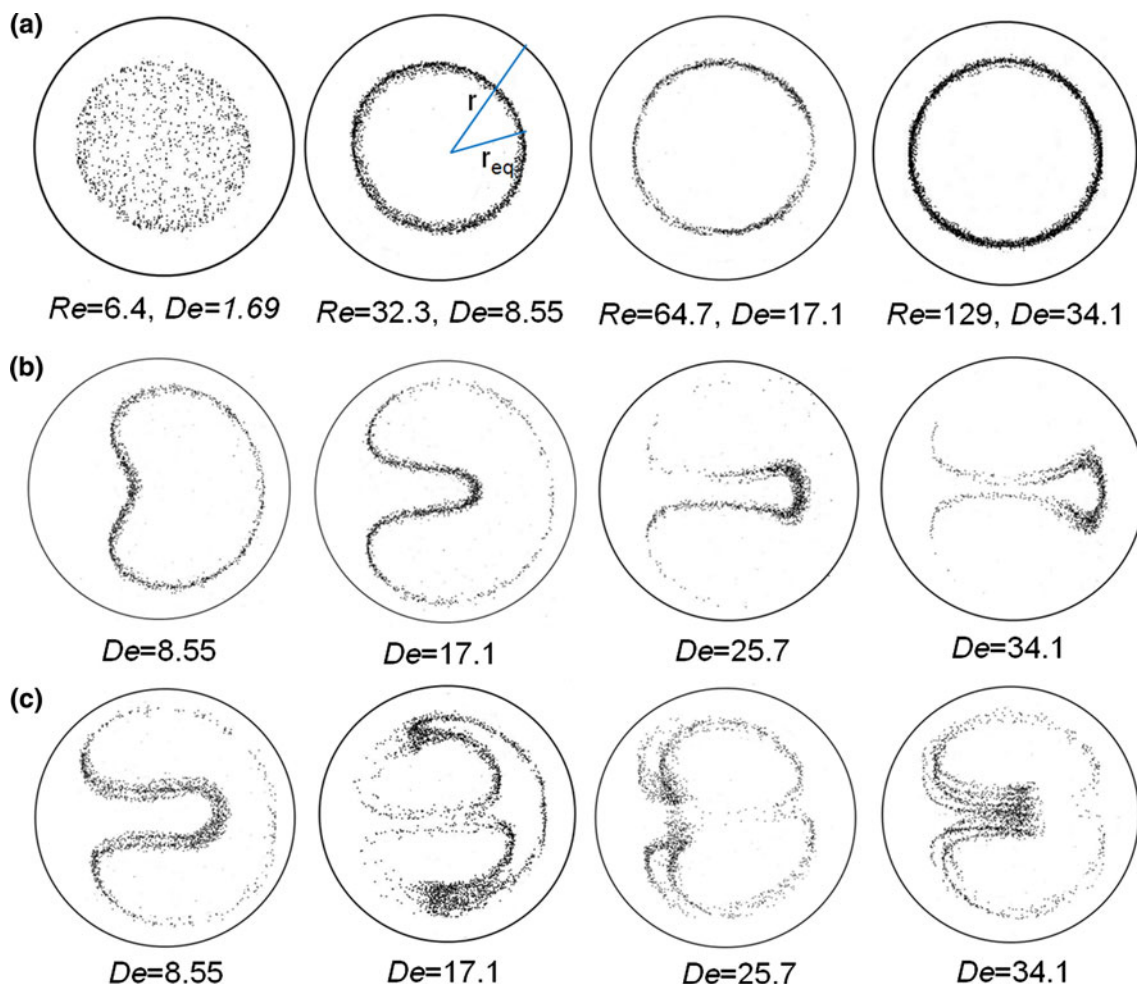 (a)
r
r_eq
Re=6.4, De=1.69 Re=32.3, De=8.55 Re=64.7, De=17.1 Re=129, De=34.1
(b)
De=8.55 De=17.1 De=25.7 De=34.1
(c)
De=8.55 De=17.1 De=25.7 De=34.1